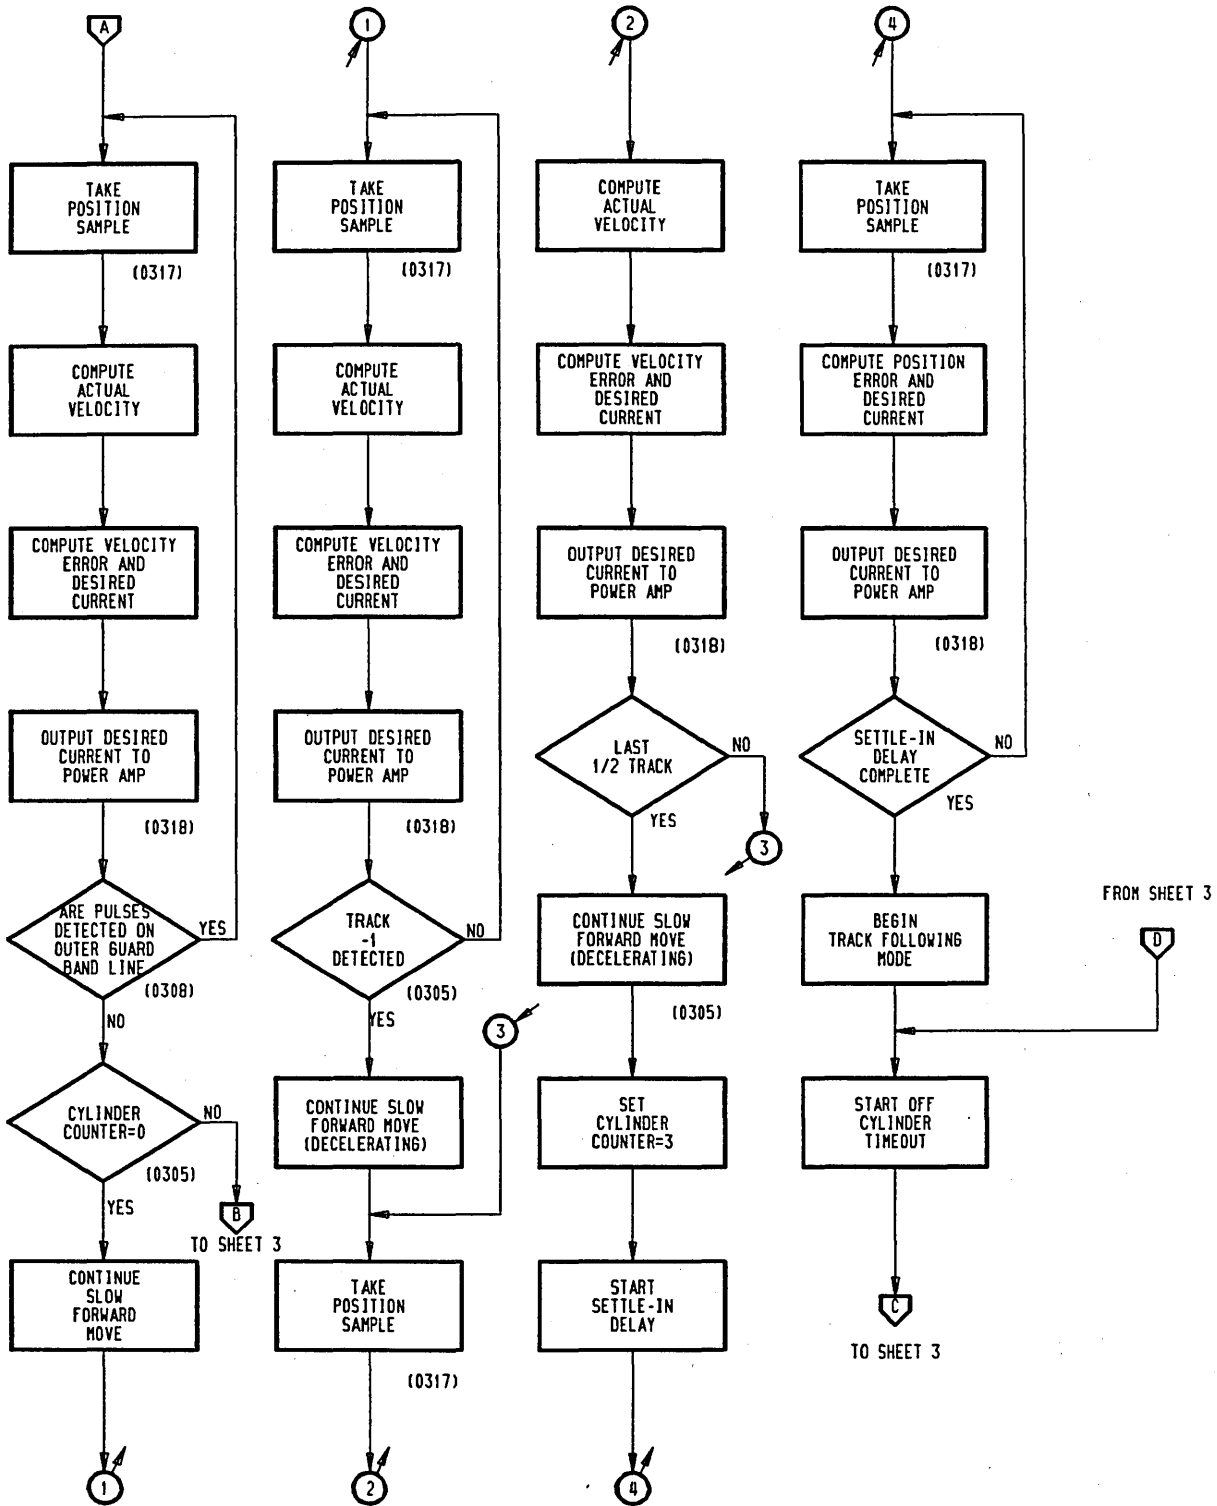 A
TAKE
POSITION
SAMPLE
(0317)
COMPUTE
ACTUAL
VELOCITY
COMPUTE VELOCITY
ERROR AND
DESIRED
CURRENT
OUTPUT DESIRED
CURRENT TO
POWER AMP
(0318)
ARE PULSES
DETECTED ON
OUTER GUARD
BAND LINE
YES
(0308)
NO
CYLINDER
COUNTER=0
NO
(0305)
YES
B
TO SHEET 3
CONTINUE
SLOW
FORWARD
MOVE
1
1
TAKE
POSITION
SAMPLE
(0317)
COMPUTE
ACTUAL
VELOCITY
COMPUTE VELOCITY
ERROR AND
DESIRED
CURRENT
OUTPUT DESIRED
CURRENT TO
POWER AMP
(0318)
TRACK
-1
DETECTED
NO
(0305)
YES
3
CONTINUE SLOW
FORWARD MOVE
(DECELERATING)
TAKE
POSITION
SAMPLE
(0317)
2
2
COMPUTE
ACTUAL
VELOCITY
COMPUTE VELOCITY
ERROR AND
DESIRED
CURRENT
OUTPUT DESIRED
CURRENT TO
POWER AMP
(0318)
LAST
1/2 TRACK
NO
YES
3
CONTINUE SLOW
FORWARD MOVE
(DECELERATING)
(0305)
SET
CYLINDER
COUNTER=3
START
SETTLE-IN
DELAY
4
4
TAKE
POSITION
SAMPLE
(0317)
COMPUTE POSITION
ERROR AND
DESIRED
CURRENT
OUTPUT DESIRED
CURRENT TO
POWER AMP
(0318)
SETTLE-IN
DELAY
COMPLETE
NO
YES
BEGIN
TRACK FOLLOWING
MODE
FROM SHEET 3
D
START OFF
CYLINDER
TIMEOUT
C
TO SHEET 3